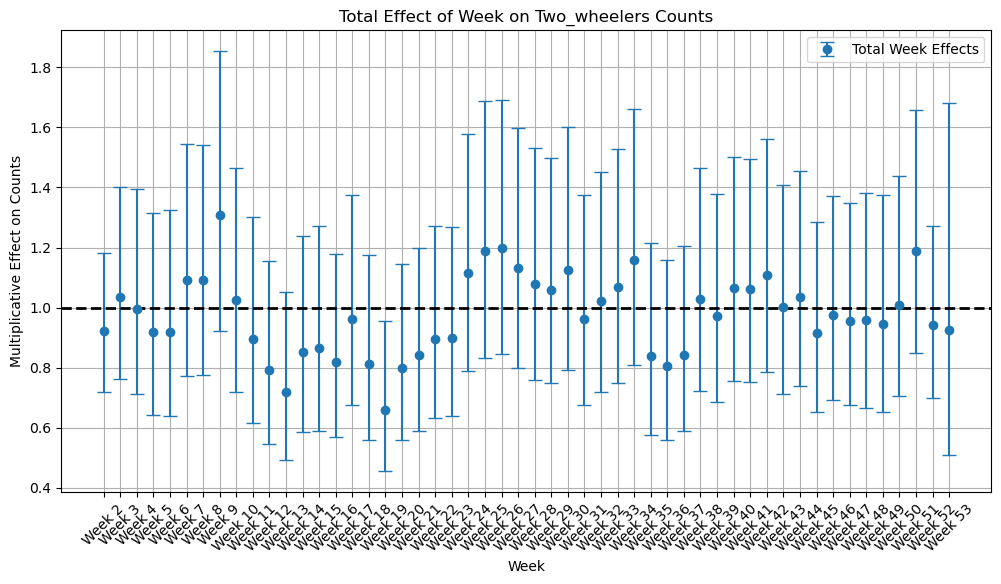 Total Effect of Week on Two_wheelers Counts
Total Week Effects
Multiplicative Effect on Counts
1.8
1.6
1.4
1.2
1.0
0.8
0.6
0.4
Week 2
Week 3
Week 4
Week 5
Week 6
Week 7
Week 8
Week 9
Week 10
Week 11
Week 12
Week 13
Week 14
Week 15
Week 16
Week 17
Week 18
Week 19
Week 20
Week 21
Week 22
Week 23
Week 24
Week 25
Week 26
Week 27
Week 28
Week 29
Week 30
Week 31
Week 32
Week 33
Week 34
Week 35
Week 36
Week 37
Week 38
Week 39
Week 40
Week 41
Week 42
Week 43
Week 44
Week 45
Week 46
Week 47
Week 48
Week 49
Week 50
Week 51
Week 52
Week 53
Week